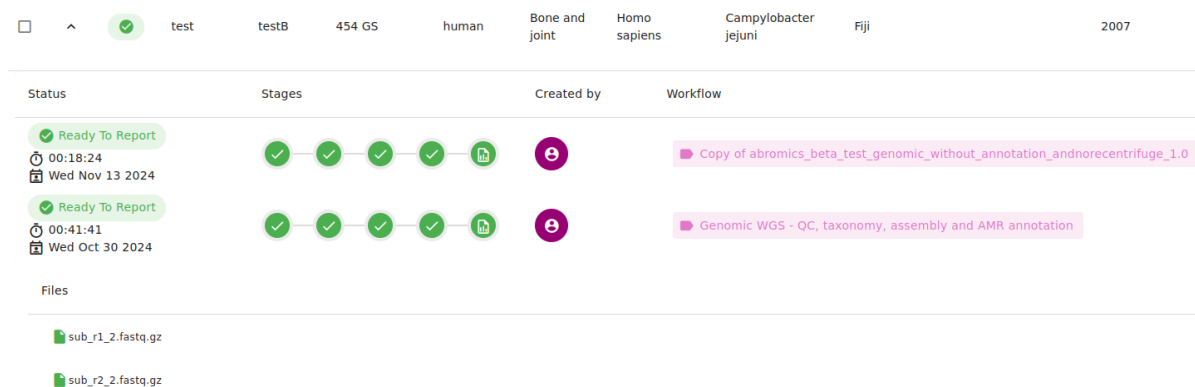 test testB 454 GS human Bone and joint Homo sapiens Campylobacter jejuni Fiji 2007
Status Stages Created by Workflow
Ready To Report
00:18:24
Wed Nov 13 2024
Copy of abromics_beta_test_genomic_without_annotation_andnorecentrifuge_1.0
Ready To Report
00:41:41
Wed Oct 30 2024
Genomic WGS - QC, taxonomy, assembly and AMR annotation
Files
sub_r1_2.fastq.gz
sub_r2_2.fastq.gz